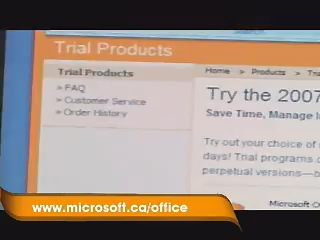 Trial Products
Trial Products
» FAQ
» Customer Service
» Order History
Home » Products »
Try the 2007
Save Time, Manage
Try out your choice of
days! Trial programs
perpetual versions—b
Microsoft
www.microsoft.ca/office